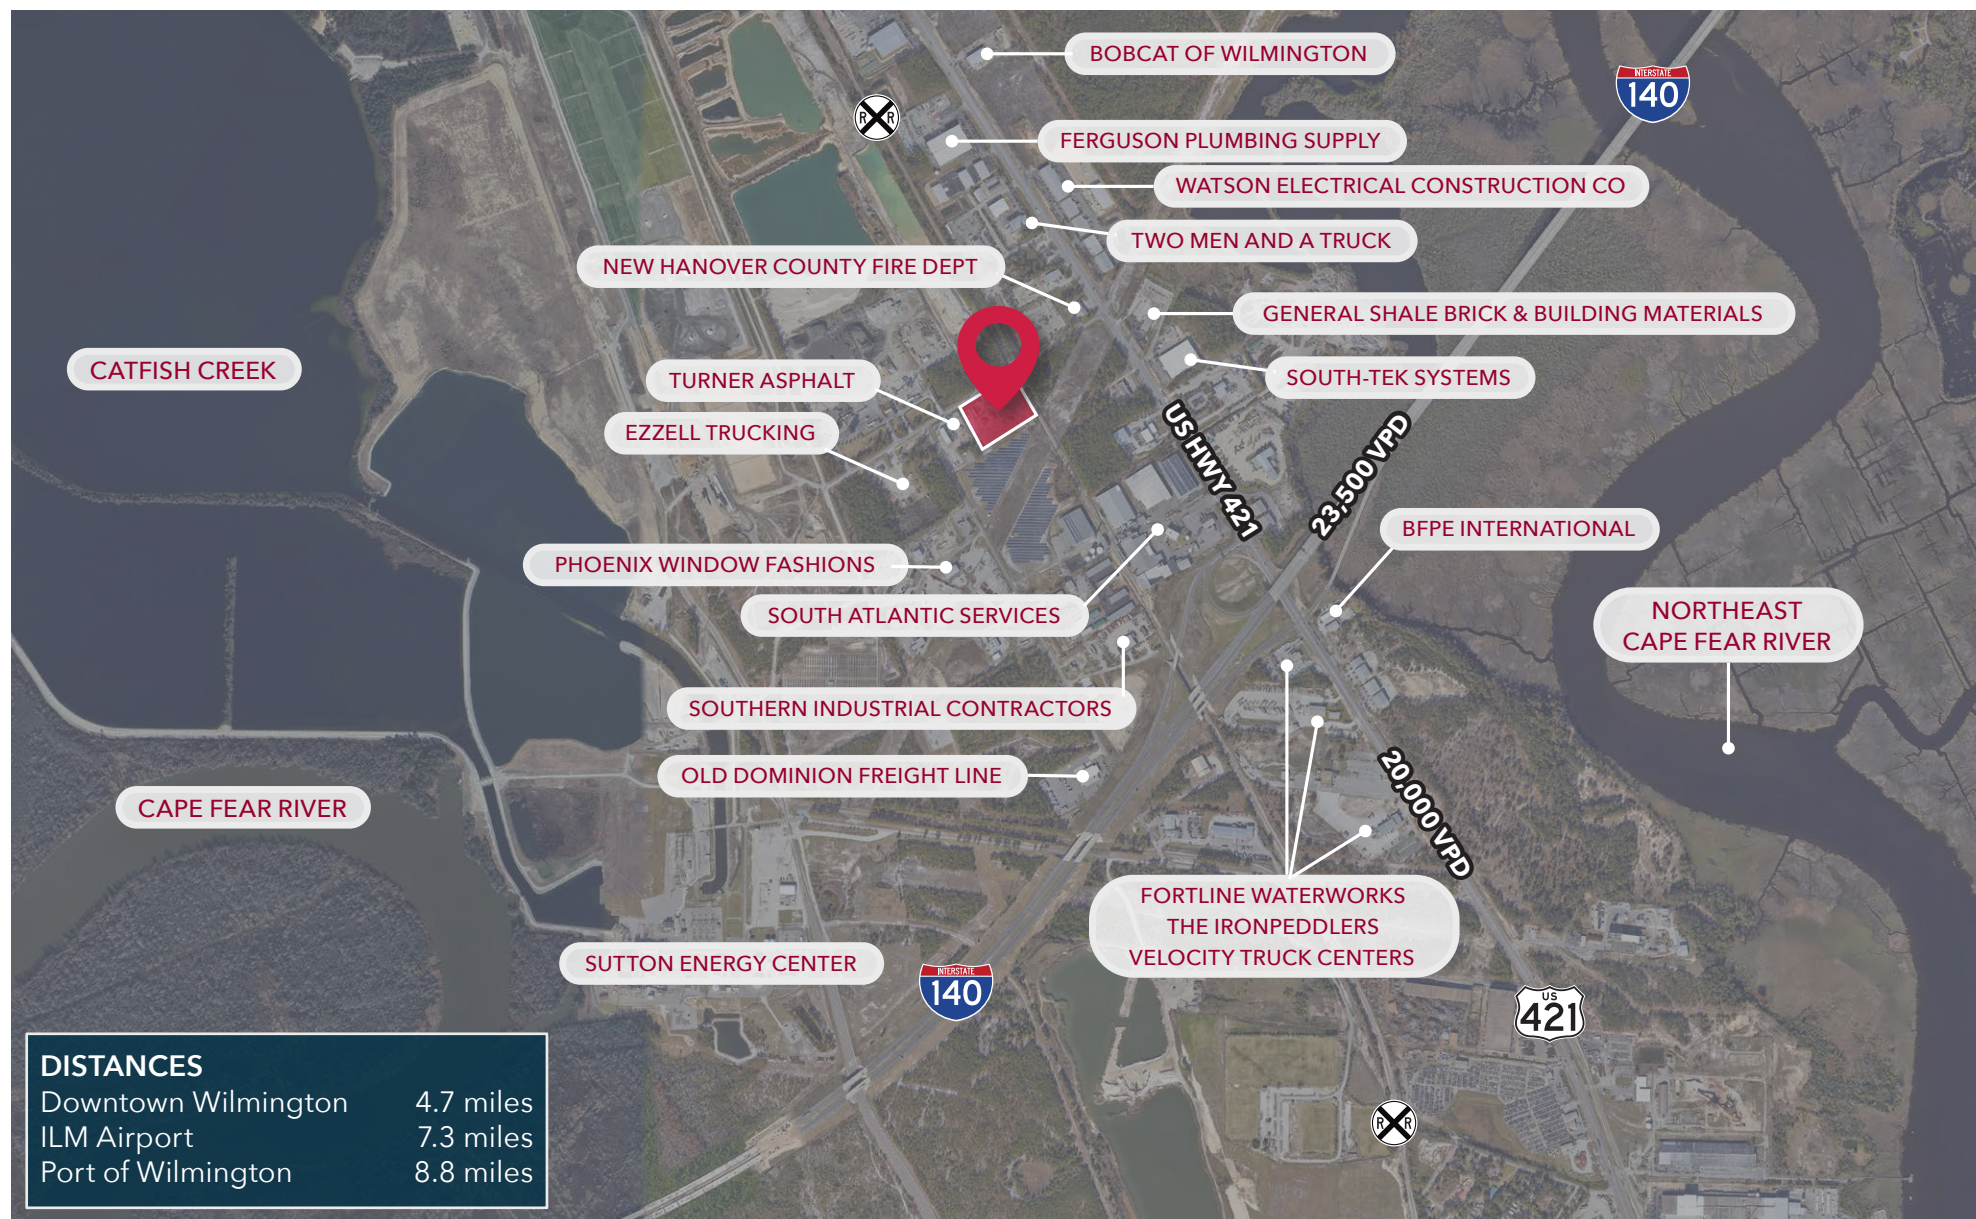 BOBCAT OF WILMINGTON
INTERSTATE
140
R R
FERGUSON PLUMBING SUPPLY
WATSON ELECTRICAL CONSTRUCTION CO
TWO MEN AND A TRUCK
NEW HANOVER COUNTY FIRE DEPT
GENERAL SHALE BRICK & BUILDING MATERIALS
CATFISH CREEK
TURNER ASPHALT
SOUTH-TEK SYSTEMS
EZZELL TRUCKING
US HWY 421
23,500 VPD
BFPE INTERNATIONAL
PHOENIX WINDOW FASHIONS
SOUTH ATLANTIC SERVICES
NORTHEAST
CAPE FEAR RIVER
SOUTHERN INDUSTRIAL CONTRACTORS
OLD DOMINION FREIGHT LINE
20,000 VPD
CAPE FEAR RIVER
FORTLINE WATERWORKS
THE IRONPEDDLERS
VELOCITY TRUCK CENTERS
SUTTON ENERGY CENTER
INTERSTATE
140
US
421
R R
DISTANCES
Downtown Wilmington 4.7 miles
ILM Airport 7.3 miles
Port of Wilmington 8.8 miles